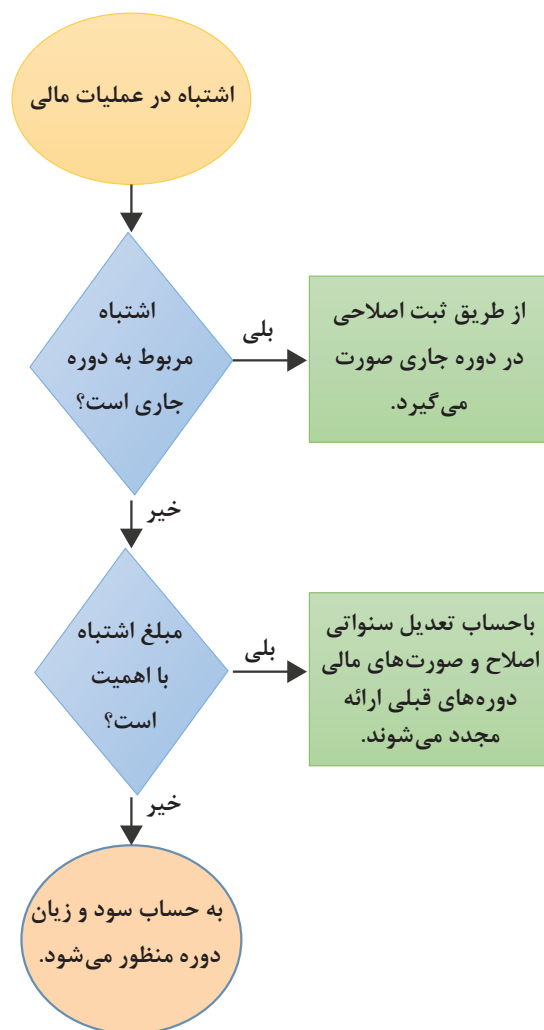 اشتباه در عملیات مالی
اشتباه
مربوط به دوره
جاری است؟
بلی
از طریق ثبت اصلاحی
در دوره جاری صورت
می‌گیرد.
خیر
مبلغ اشتباه
با اهمیت
است؟
بلی
باحساب تعدیل سنواتی
اصلاح و صورت‌های مالی
دوره‌های قبلی ارائه
مجدد می‌شوند.
خیر
به حساب سود و زیان
دوره منظور می‌شود.